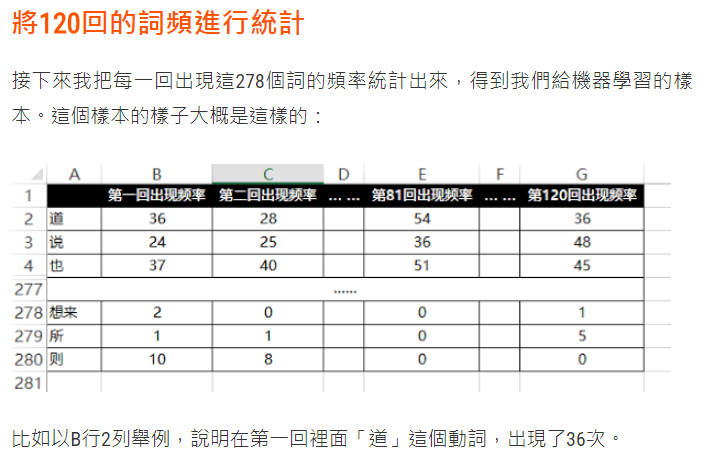 將120回的詞頻進行統計
接下來我把每一回出現這278個詞的頻率統計出來，得到我們給機器學習的樣
本。這個樣本的樣子大概是這樣的：
A B C D E F G
1 第一回出现频率 第二回出现频率 … … 第81回出现频率 … … 第120回出现频率
2 道 36 28 54 36
3 说 24 25 36 48
4 也 37 40 51 45
277 ……
278 想来 2 0 0 1
279 所 1 1 0 5
280 则 10 8 0 0
281
比如以B行2列舉例，說明在第一回裡面「道」這個動詞，出現了36次。